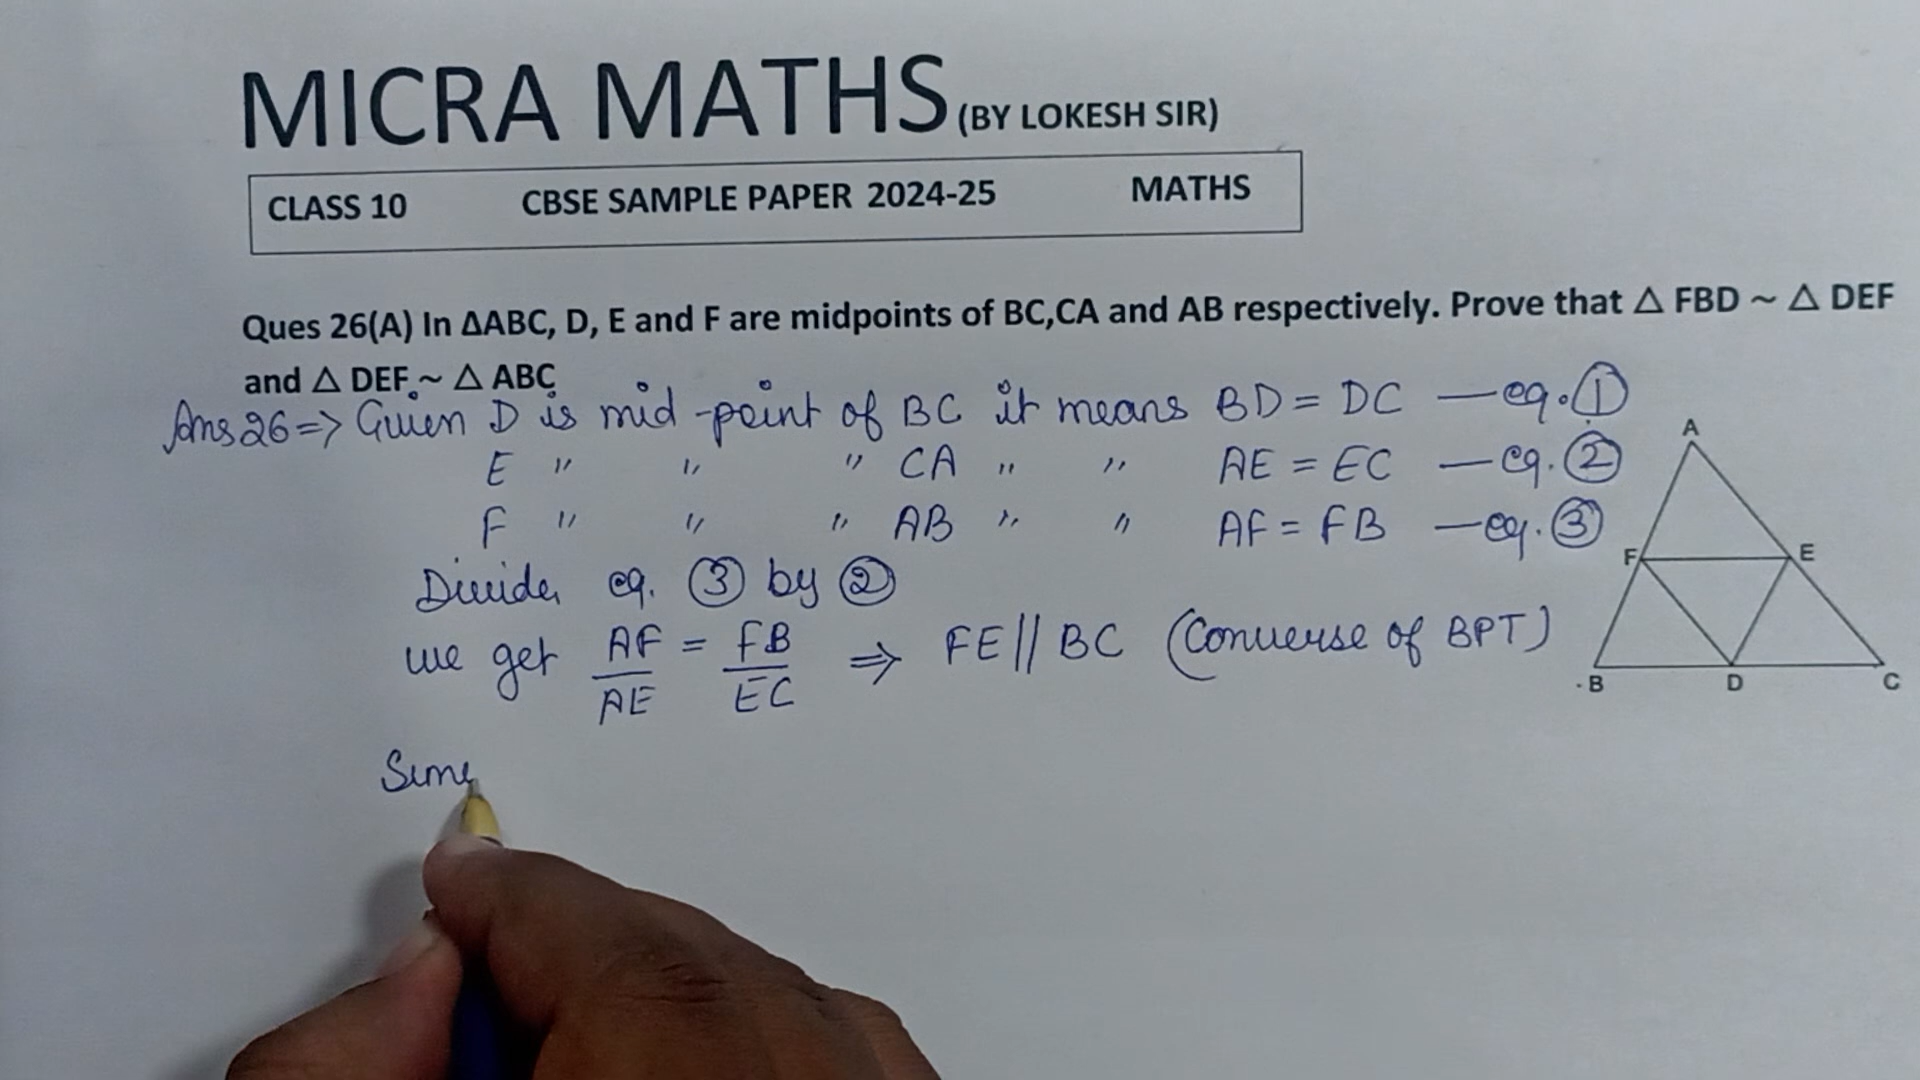 MICRA MATHS (BY LOKESH SIR)
CLASS 10 CBSE SAMPLE PAPER 2024-25 MATHS
Ques 26(A) In ΔABC, D, E and F are midpoints of BC,CA and AB respectively. Prove that △ FBD ~ △ DEF
and △ DEF ~ △ ABC
Ans 26 => Given D is mid-point of BC it means BD = DC — eq. ①
E " " " CA " " AE = EC — eq. ②
F " " " AB " " AF = FB — eq. ③
Divide eq. ③ by ②
we get AF/AE = FB/EC ⇒ FE || BC (Converse of BPT)
Simi
A
F E
B D C